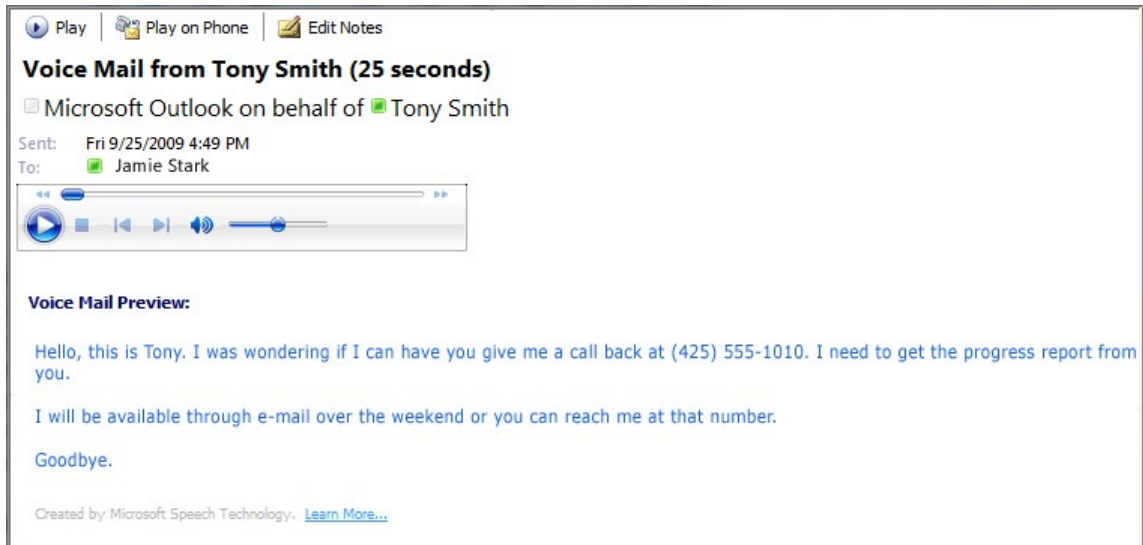 Play Play on Phone Edit Notes
Voice Mail from Tony Smith (25 seconds)
Microsoft Outlook on behalf of Tony Smith
Sent: Fri 9/25/2009 4:49 PM
To: Jamie Stark
Voice Mail Preview:
Hello, this is Tony. I was wondering if I can have you give me a call back at (425) 555-1010. I need to get the progress report from
you.
I will be available through e-mail over the weekend or you can reach me at that number.
Goodbye.
Created by Microsoft Speech Technology. Learn More...